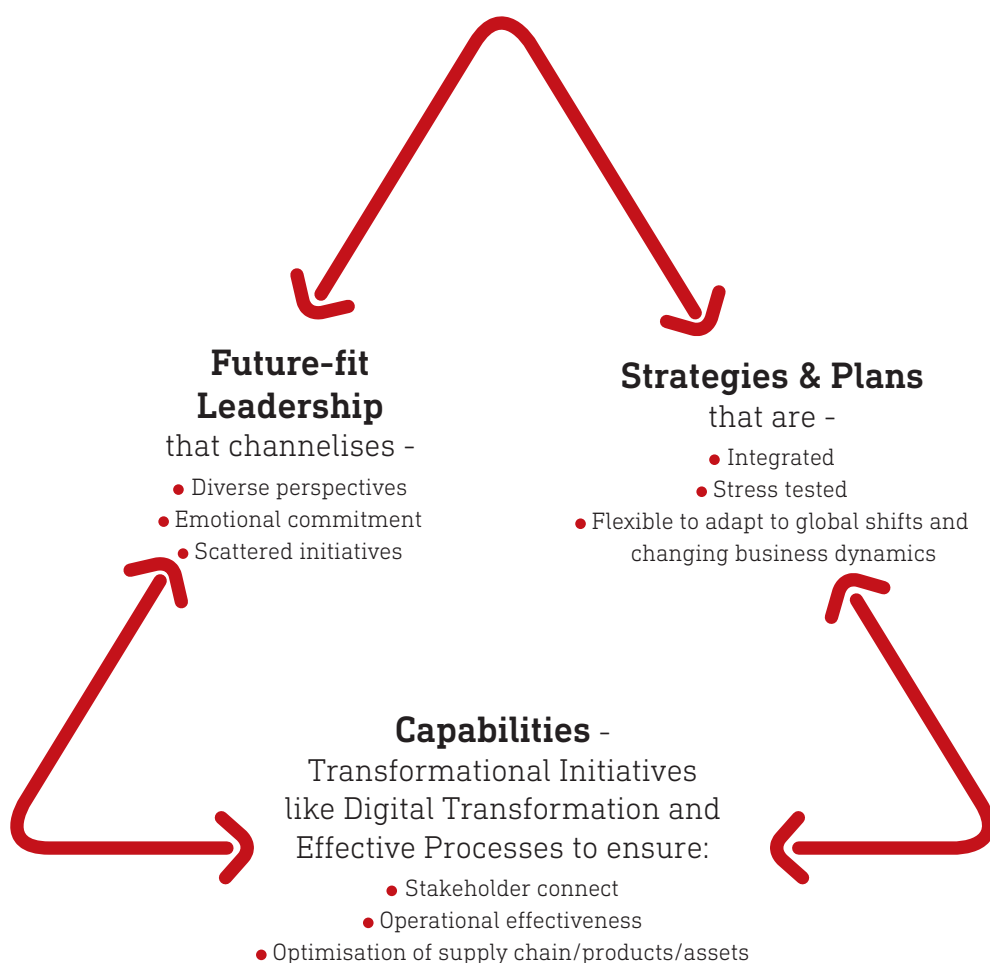 Future-fit
Leadership
that channelises -
• Diverse perspectives
• Emotional commitment
• Scattered initiatives
Strategies & Plans
that are -
• Integrated
• Stress tested
• Flexible to adapt to global shifts and
changing business dynamics
Capabilities -
Transformational Initiatives
like Digital Transformation and
Effective Processes to ensure:
• Stakeholder connect
• Operational effectiveness
• Optimisation of supply chain/products/assets